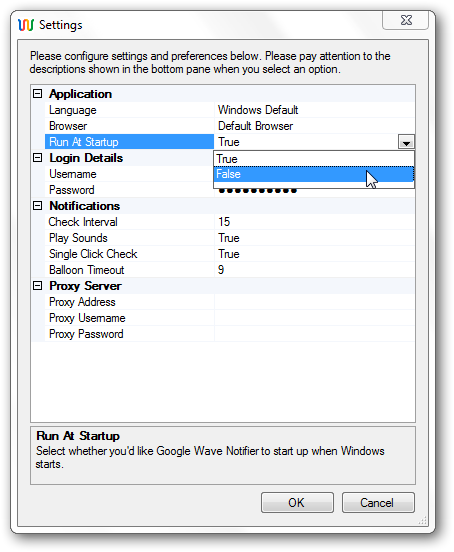 Settings
Please configure settings and preferences below. Please pay attention to the
descriptions shown in the bottom pane when you select an option.
Application
Language Windows Default
Browser Default Browser
Run At Startup True
True
Login Details
False
Username
Password ●●●●●●●●●●
Notifications
Check Interval 15
Play Sounds True
Single Click Check True
Balloon Timeout 9
Proxy Server
Proxy Address
Proxy Username
Proxy Password
Run At Startup
Select whether you'd like Google Wave Notifier to start up when Windows
starts.
OK Cancel